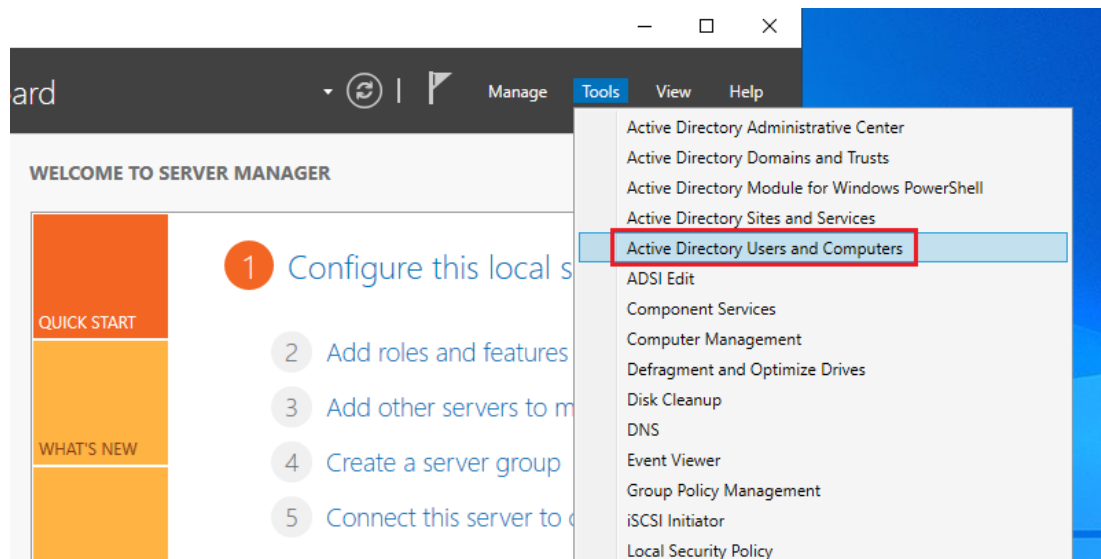 ard
Manage Tools View Help
WELCOME TO SERVER MANAGER
QUICK START
WHAT'S NEW
1 Configure this local s
2 Add roles and features
3 Add other servers to m
4 Create a server group
5 Connect this server to c
Active Directory Administrative Center
Active Directory Domains and Trusts
Active Directory Module for Windows PowerShell
Active Directory Sites and Services
Active Directory Users and Computers
ADSI Edit
Component Services
Computer Management
Defragment and Optimize Drives
Disk Cleanup
DNS
Event Viewer
Group Policy Management
iSCSI Initiator
Local Security Policy